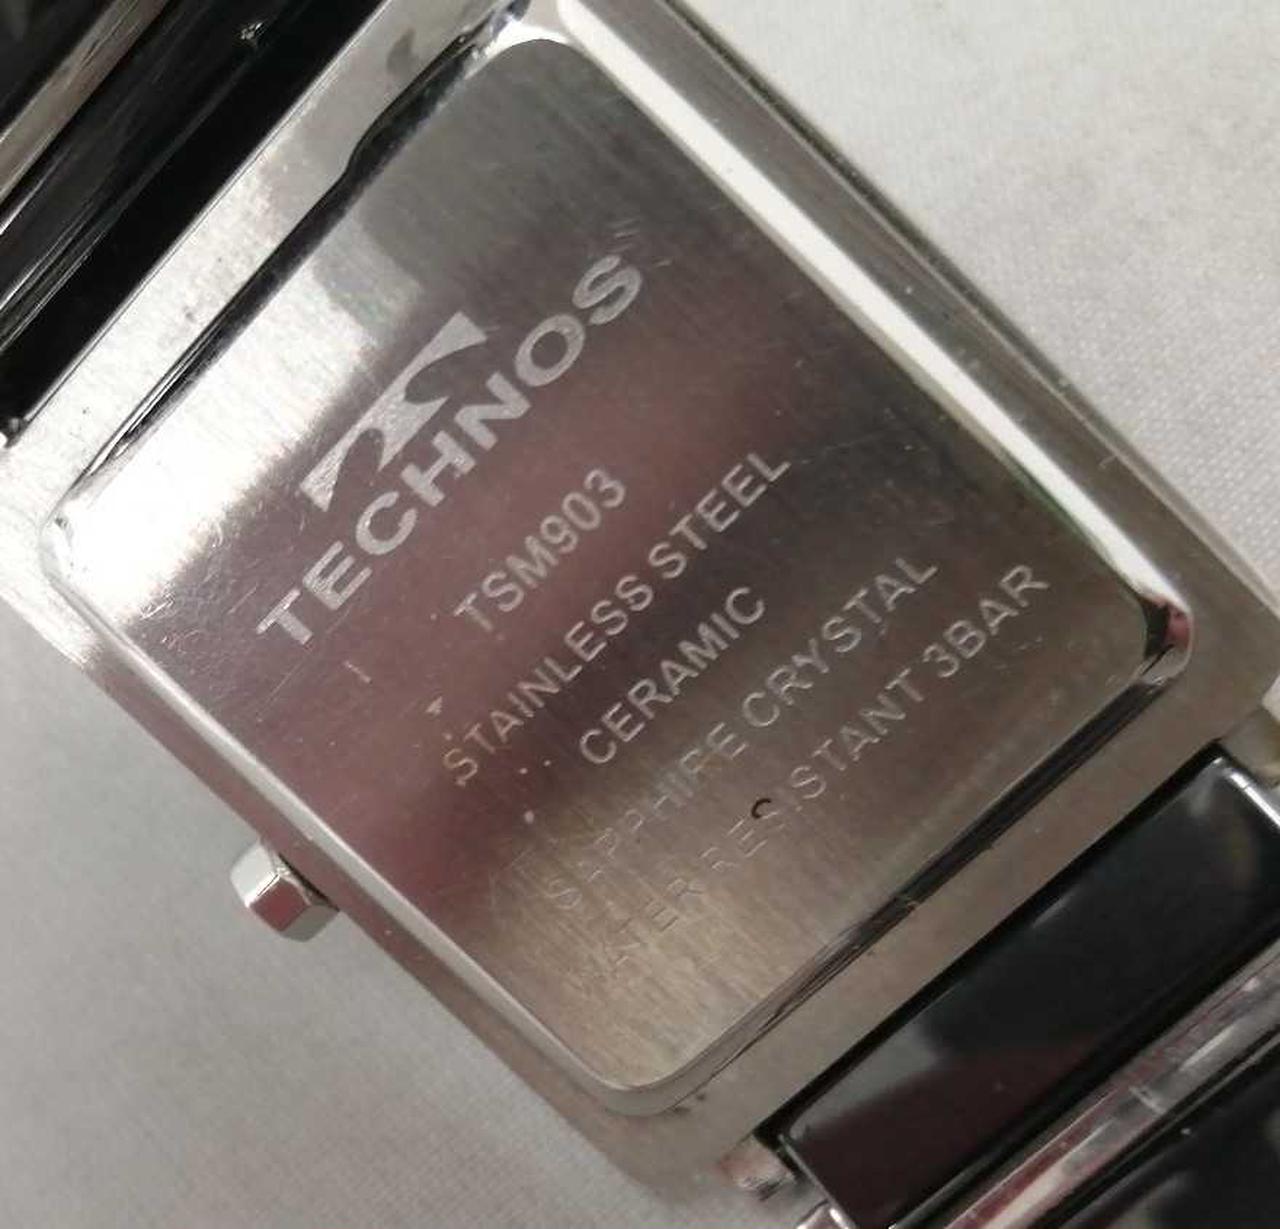 TECHNOS
TSM903
STAINLESS STEEL
CERAMIC
SAPPHIRE CRYSTAL
WATER RESISTANT 3BAR